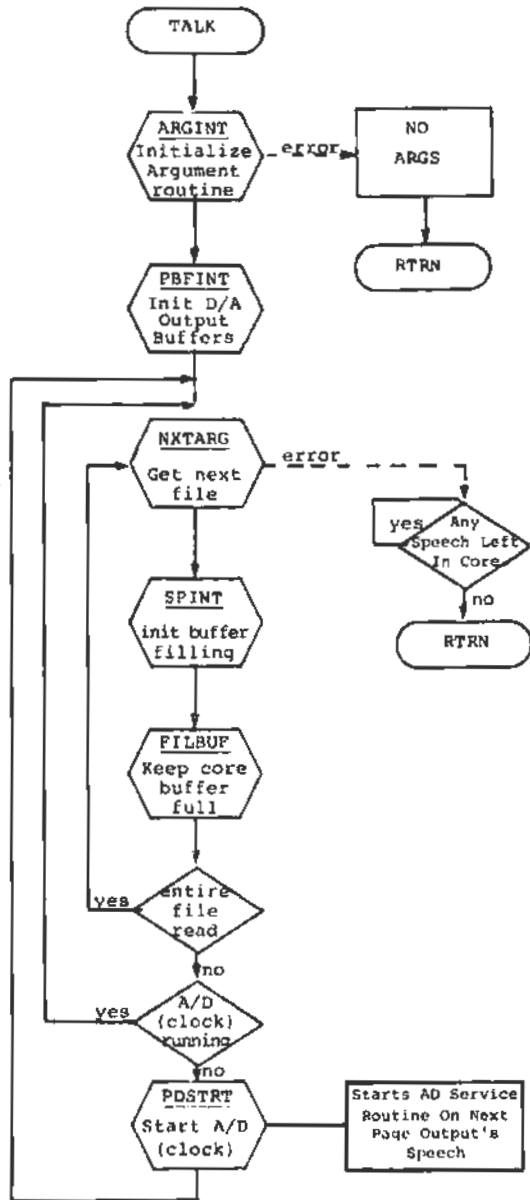 TALK
ARGINT
Initialize
Argument
routine
error
NO
ARGS
RTRN
PBFINT
Init D/A
Output
Buffers
NXTARG
Get next
file
error
yes
Any
Speech Left
In Core
no
RTRN
SPINT
init buffer
filling
FILBUF
Keep core
buffer
full
entire
file
read
yes
no
A/D
(clock)
running
yes
no
PDSTRT
Start A/D
(clock)
Starts AD Service
Routine On Next
Page Output's
Speech